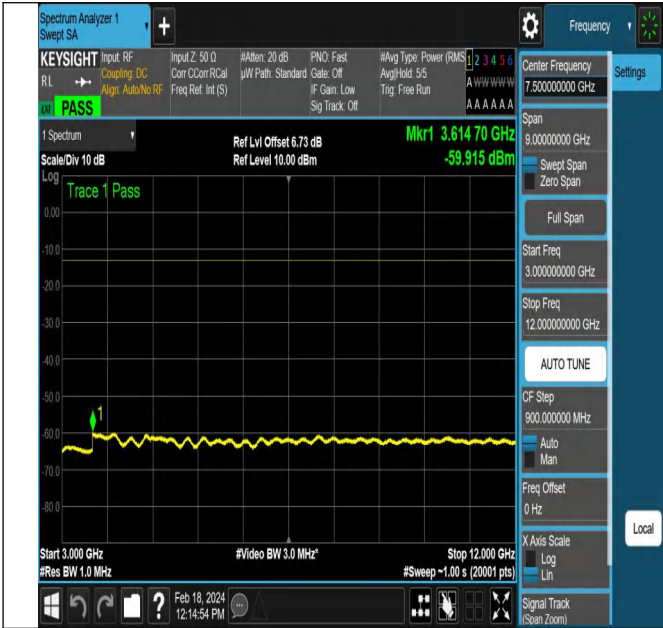 Spectrum Analyzer 1
Swept SA
+
Frequency
KEYSIGHT
RL
PASS
Input: RF
Coupling: DC
Align: Auto/No RF
Input Z: 50 Ω
Corr CCorr RCal
Freq Ref: Int (S)
#Atten: 20 dB
µW Path: Standard
PNO: Fast
Gate: Off
IF Gain: Low
Sig Track: Off
#Avg Type: Power (RMS
Avg|Hold: 5/5
Trig: Free Run
1 2 3 4 5 6
A W W W W W
A A A A A A
1 Spectrum
Scale/Div 10 dB
Log
Ref Lvl Offset 6.73 dB
Ref Level 10.00 dBm
Mkr1 3.614 70 GHz
-59.915 dBm
Trace 1 Pass
0.00
-10.0
-20.0
-30.0
-40.0
-50.0
1
-60.0
-70.0
-80.0
Start 3.000 GHz
#Res BW 1.0 MHz
#Video BW 3.0 MHz*
Stop 12.000 GHz
#Sweep ~1.00 s (20001 pts)
?
Feb 18, 2024
12:14:54 PM
Center Frequency
7.500000000 GHz
Settings
Span
9.00000000 GHz
Swept Span
Zero Span
Full Span
Start Freq
3.000000000 GHz
Stop Freq
12.000000000 GHz
AUTO TUNE
CF Step
900.000000 MHz
Auto
Man
Freq Offset
0 Hz
Local
X Axis Scale
Log
Lin
Signal Track
(Span Zoom)